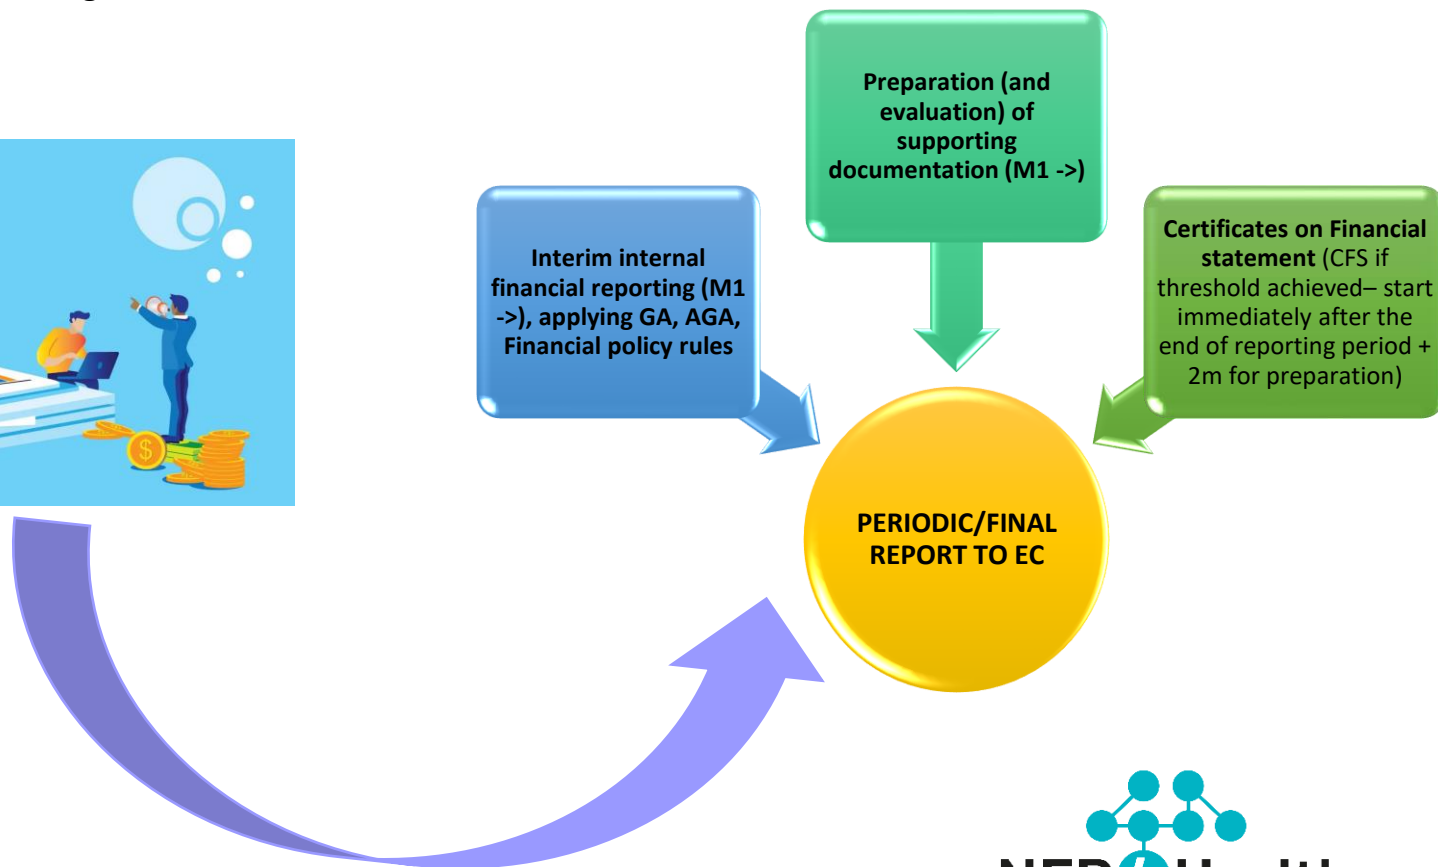 Preparation (and
evaluation) of
supporting
documentation (M1 ->)
Interim internal
financial reporting (M1
->), applying GA, AGA,
Financial policy rules
Certificates on Financial
statement (CFS if
threshold achieved– start
immediately after the
end of reporting period +
2m for preparation)
PERIODIC/FINAL
REPORT TO EC
$